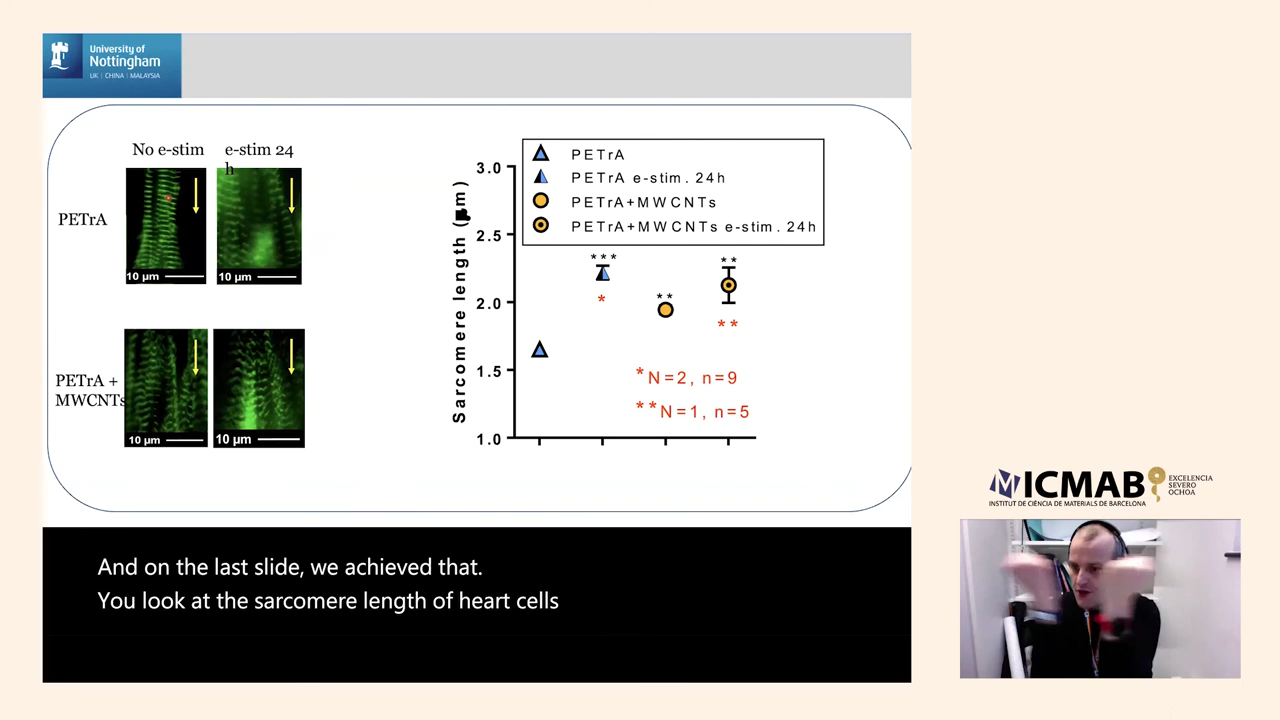 University of
Nottingham
UK | CHINA | MALAYSIA
No e-stim
e-stim 24
h
PETrA
10 µm
10 µm
PETrA +
MWCNTs
10 µm
10 µm
PETrA
PETrA e-stim. 24h
PETrA+MWCNTs
PETrA+MWCNTs e-stim. 24h
Sarcomere length (µm)
3.0
2.5
2.0
1.5
1.0
***
*
**
**
**
*N=2, n=9
**N=1, n=5
And on the last slide, we achieved that.
You look at the sarcomere length of heart cells
ICMAB
INSTITUT DE CIÈNCIA DE MATERIALS DE BARCELONA
EXCELENCIA
SEVERO
OCHOA